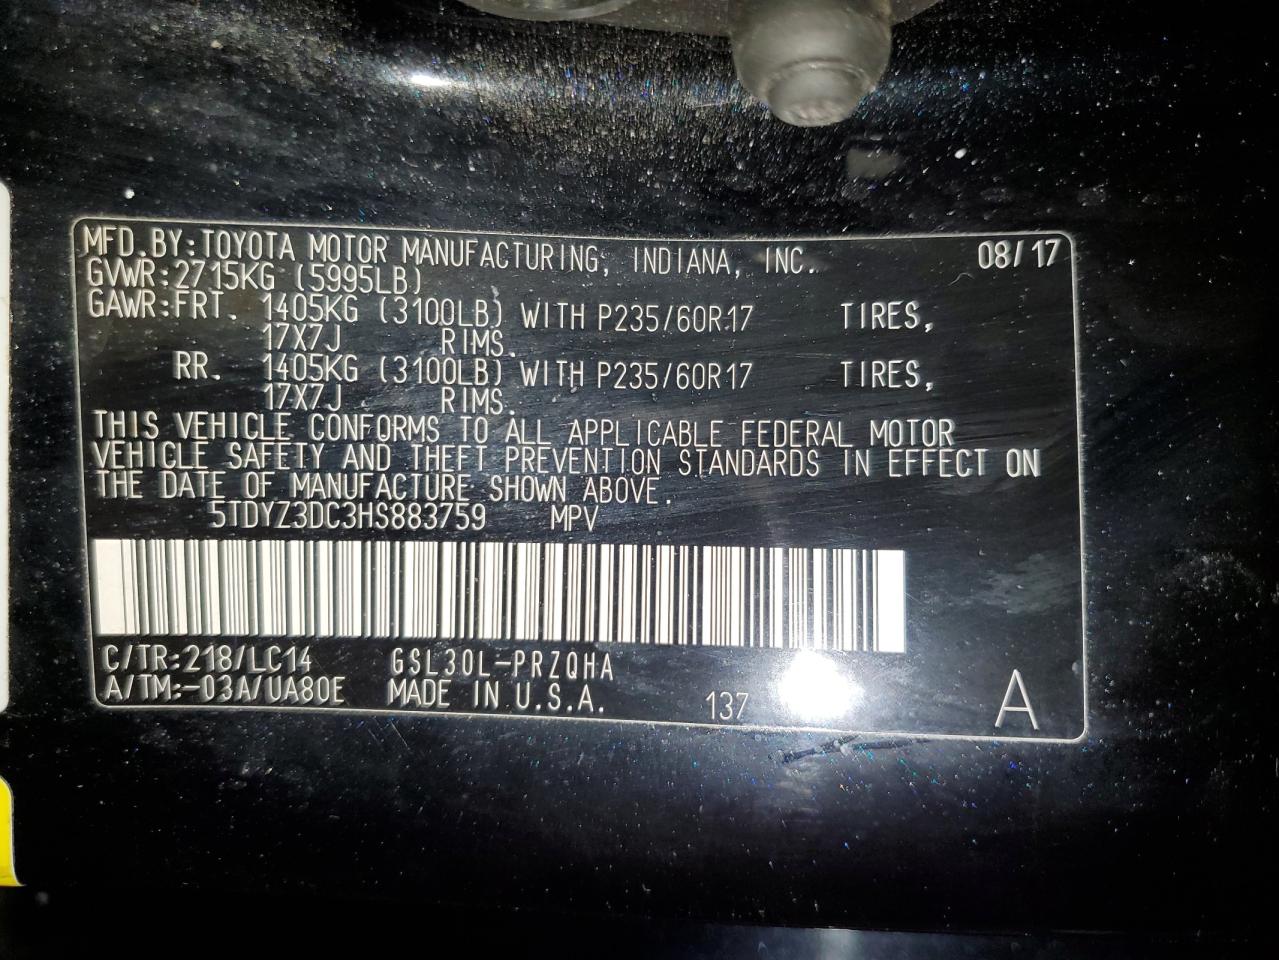 MFD.BY:TOYOTA MOTOR MANUFACTURING, INDIANA, INC. 08/17
GVWR:2715KG (5995LB)
GAWR:FRT. 1405KG (3100LB) WITH P235/60R17 TIRES,
17X7J RIMS.
RR. 1405KG (3100LB) WITH P235/60R17 TIRES,
17X7J RIMS.
THIS VEHICLE CONFORMS TO ALL APPLICABLE FEDERAL MOTOR
VEHICLE SAFETY AND THEFT PREVENTION STANDARDS IN EFFECT ON
THE DATE OF MANUFACTURE SHOWN ABOVE.
5TDYZ3DC3HS883759 MPV
C/TR:218/LC14 GSL30L-PRZQHA
A/TM:-03A/UA80E MADE IN U.S.A. 137 A